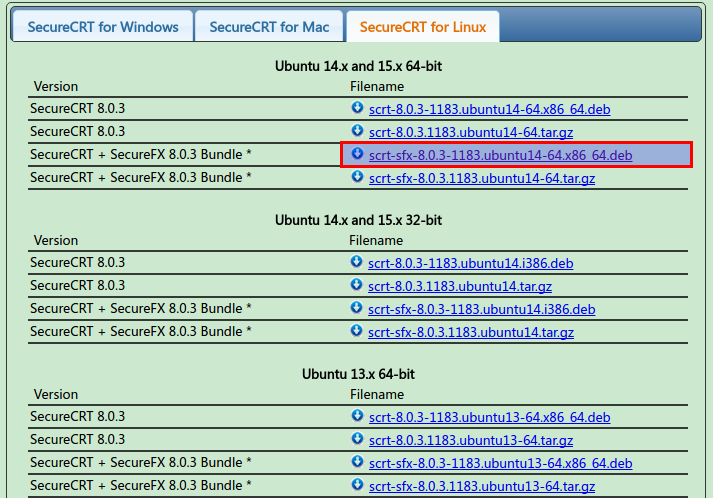 SecureCRT for Windows SecureCRT for Mac SecureCRT for Linux
Ubuntu 14.x and 15.x 64-bit
Version Filename
SecureCRT 8.0.3 scrt-8.0.3-1183.ubuntu14-64.x86_64.deb
SecureCRT 8.0.3 scrt-8.0.3.1183.ubuntu14-64.tar.gz
SecureCRT + SecureFX 8.0.3 Bundle * scrt-sfx-8.0.3-1183.ubuntu14-64.x86_64.deb
SecureCRT + SecureFX 8.0.3 Bundle * scrt-sfx-8.0.3.1183.ubuntu14-64.tar.gz
Ubuntu 14.x and 15.x 32-bit
Version Filename
SecureCRT 8.0.3 scrt-8.0.3-1183.ubuntu14.i386.deb
SecureCRT 8.0.3 scrt-8.0.3.1183.ubuntu14.tar.gz
SecureCRT + SecureFX 8.0.3 Bundle * scrt-sfx-8.0.3-1183.ubuntu14.i386.deb
SecureCRT + SecureFX 8.0.3 Bundle * scrt-sfx-8.0.3.1183.ubuntu14.tar.gz
Ubuntu 13.x 64-bit
Version Filename
SecureCRT 8.0.3 scrt-8.0.3-1183.ubuntu13-64.x86_64.deb
SecureCRT 8.0.3 scrt-8.0.3.1183.ubuntu13-64.tar.gz
SecureCRT + SecureFX 8.0.3 Bundle * scrt-sfx-8.0.3-1183.ubuntu13-64.x86_64.deb
SecureCRT + SecureFX 8.0.3 Bundle * scrt-sfx-8.0.3.1183.ubuntu13-64.tar.gz